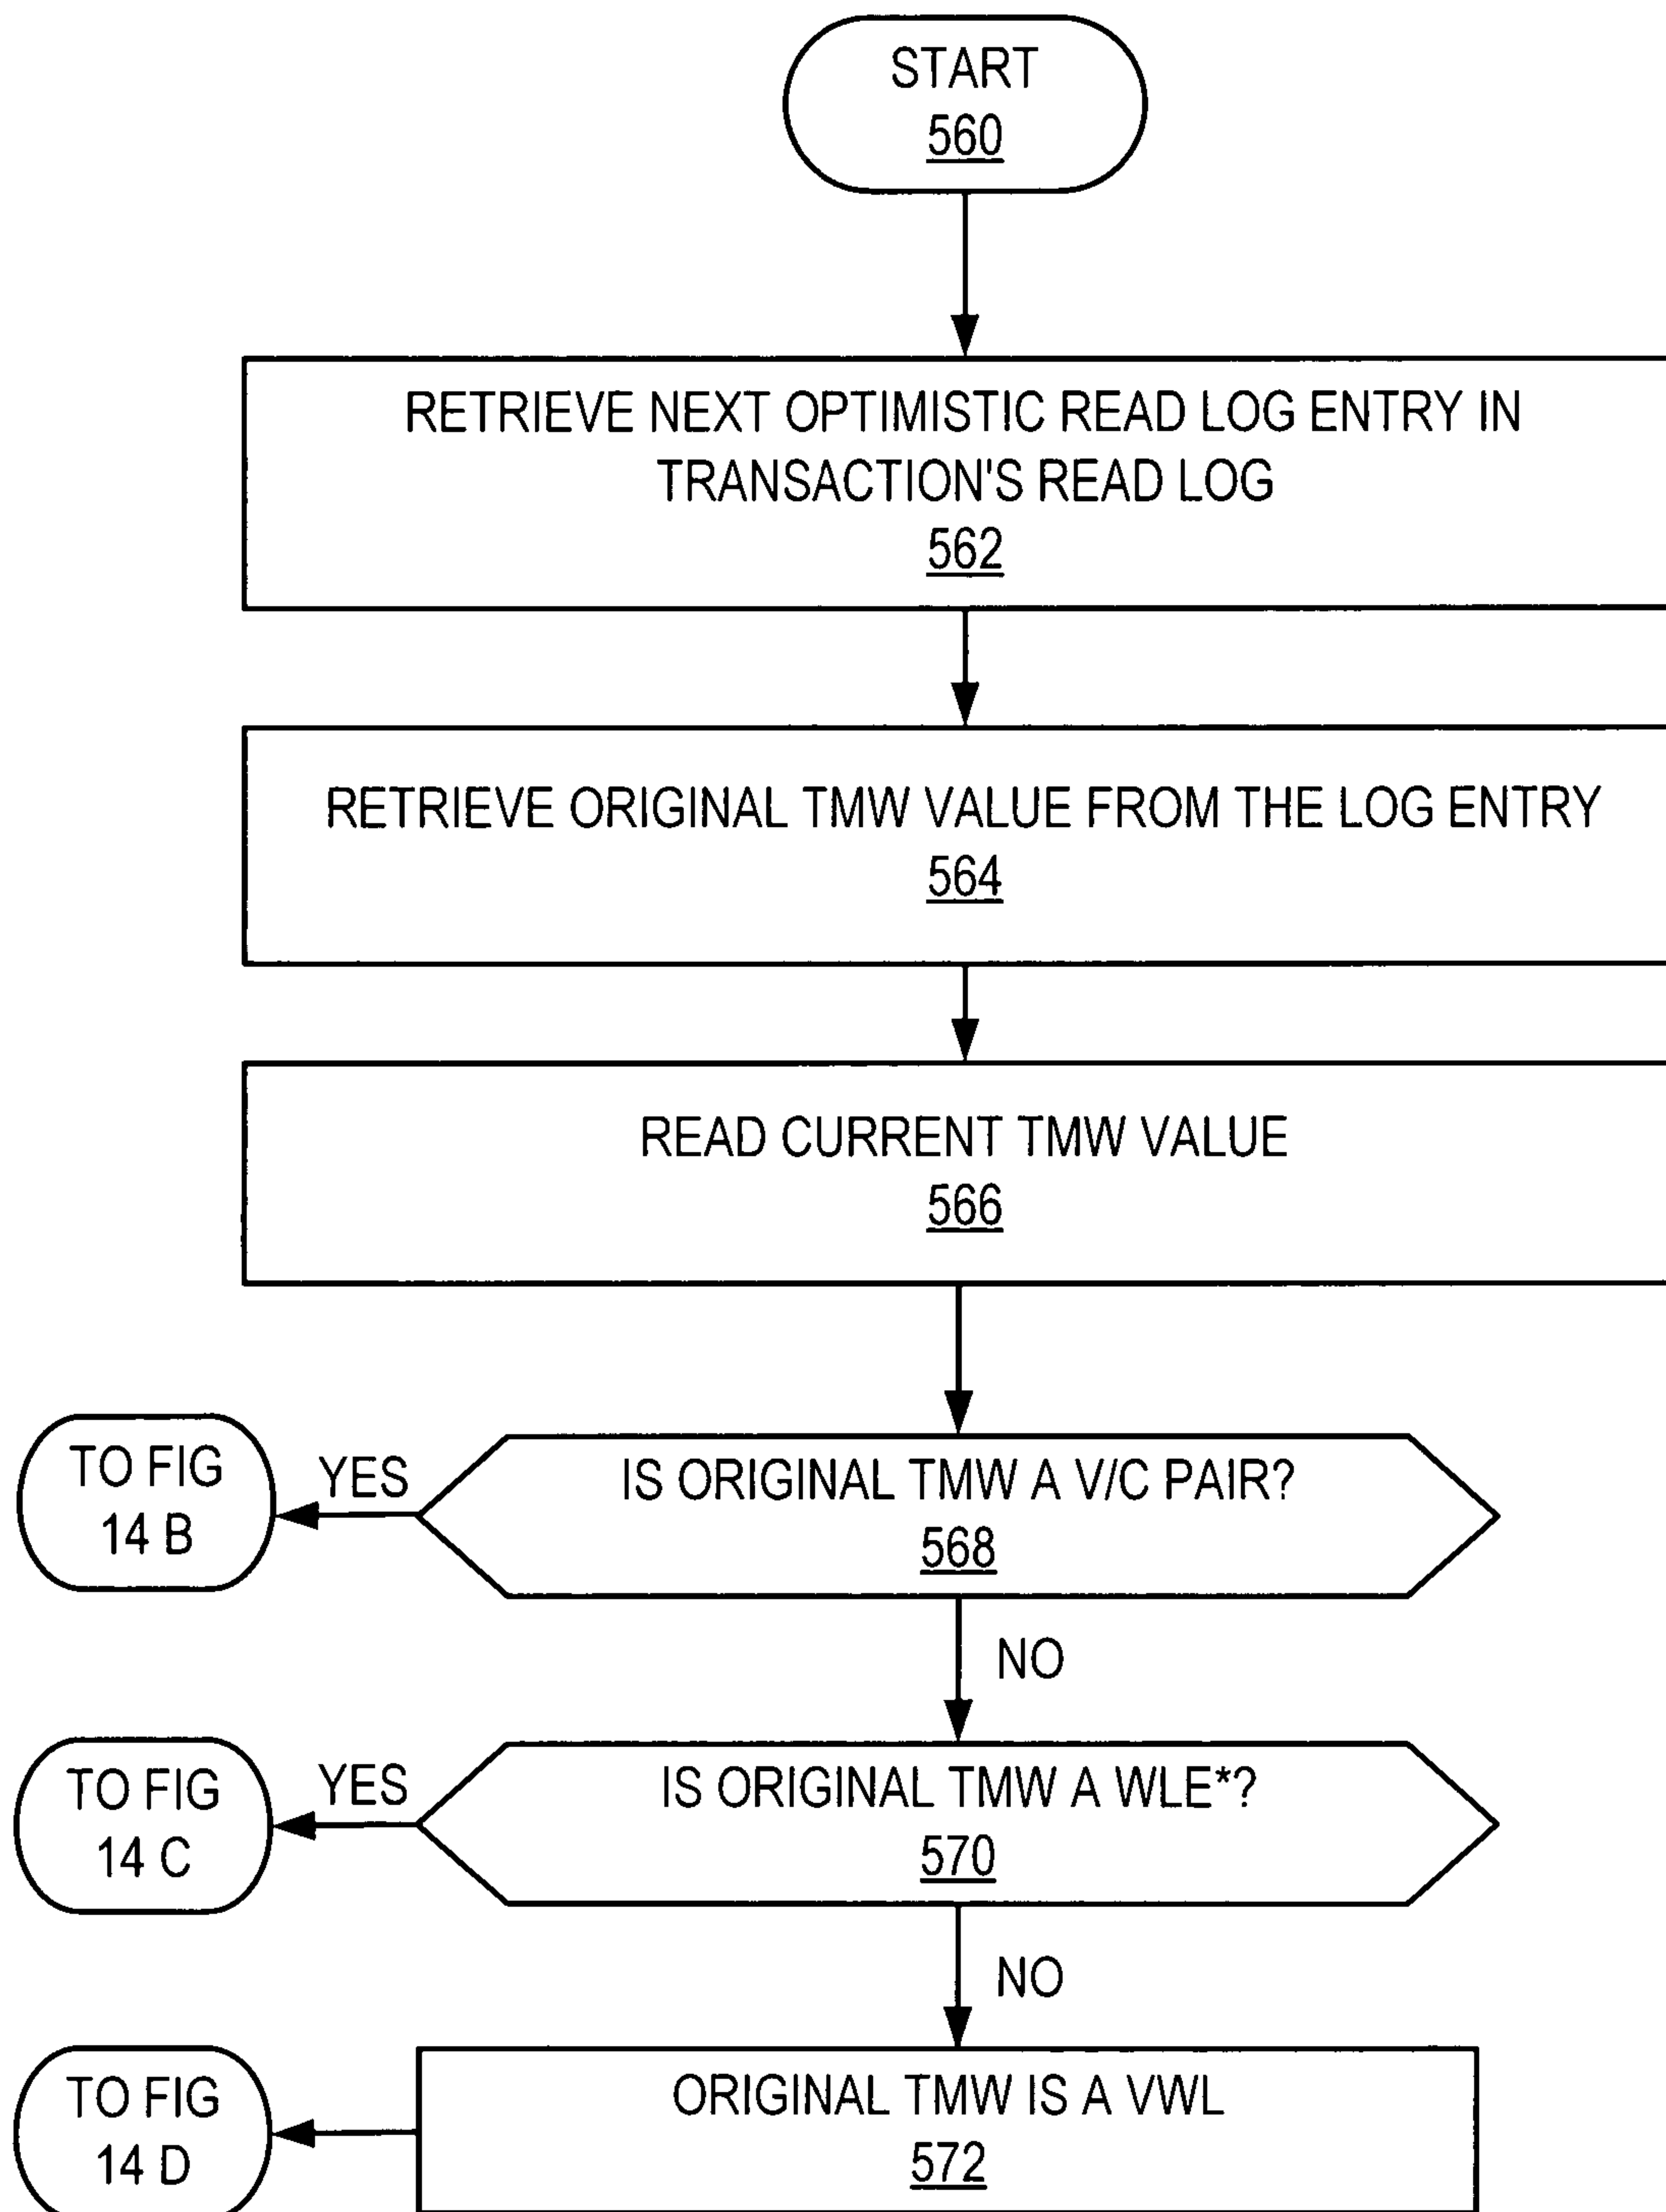 START
560
RETRIEVE NEXT OPTIMISTIC READ LOG ENTRY IN
TRANSACTION'S READ LOG
562
RETRIEVE ORIGINAL TMW VALUE FROM THE LOG ENTRY
564
READ CURRENT TMW VALUE
566
TO FIG
14 B
YES
IS ORIGINAL TMW A V/C PAIR?
568
NO
TO FIG
14 C
YES
IS ORIGINAL TMW A WLE*?
570
NO
TO FIG
14 D
ORIGINAL TMW IS A VWL
572